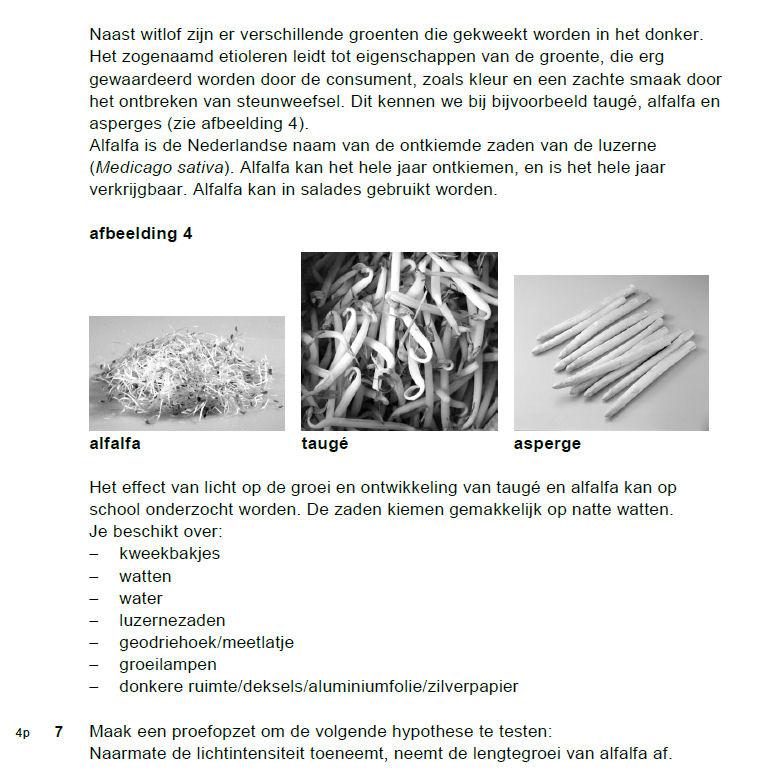 Naast witlof zijn er verschillende groenten die gekweekt worden in het donker.
Het zogenaamd etioleren leidt tot eigenschappen van de groente, die erg
gewaardeerd worden door de consument, zoals kleur en een zachte smaak door
het ontbreken van steunweefsel. Dit kennen we bij bijvoorbeeld taugé, alfalfa en
asperges (zie afbeelding 4).
Alfalfa is de Nederlandse naam van de ontkiemde zaden van de luzerne
(Medicago sativa). Alfalfa kan het hele jaar ontkiemen, en is het hele jaar
verkrijgbaar. Alfalfa kan in salades gebruikt worden.
afbeelding 4
alfalfa taugé asperge
Het effect van licht op de groei en ontwikkeling van taugé en alfalfa kan op
school onderzocht worden. De zaden kiemen gemakkelijk op natte watten.
Je beschikt over:
– kweekbakjes
– watten
– water
– luzernezaden
– geodriehoek/meetlatje
– groeilampen
– donkere ruimte/deksels/aluminiumfolie/zilverpapier
4p 7 Maak een proefopzet om de volgende hypothese te testen:
Naarmate de lichtintensiteit toeneemt, neemt de lengtegroei van alfalfa af.